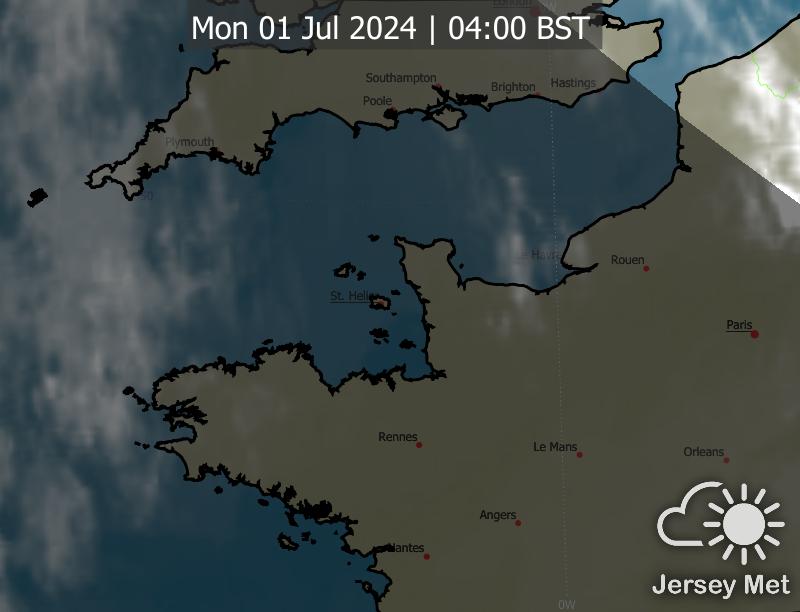 London
Mon 01 Jul 2024 | 04:00 BST
Southampton
Brighton
Hastings
Poole
Plymouth
50
Le Havre
Rouen
St. Helier
Paris
Rennes
Le Mans
Orleans
Angers
Nantes
Jersey Met
0W